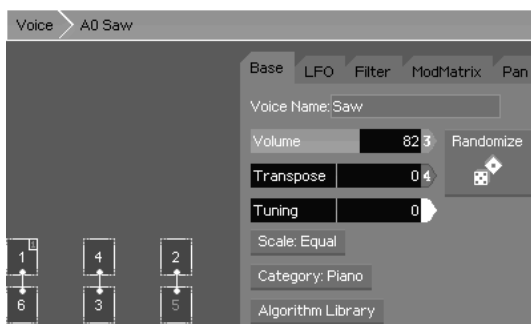 Voice A0 Saw
Base LFO Filter ModMatrix Pan
Voice Name: Saw
Volume 82 3 Randomize
Transpose 0 4
Tuning 0
Scale: Equal
Category: Piano
Algorithm Library
1 1 4 2
6 3 5